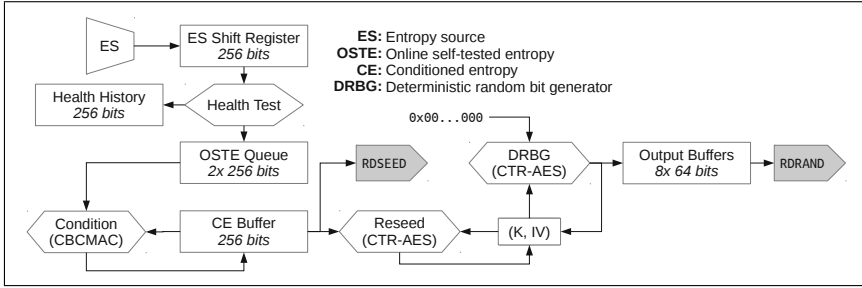 ES
ES Shift Register
256 bits
ES: Entropy source
OSTE: Online self-tested entropy
CE: Conditioned entropy
DRBG: Deterministic random bit generator
Health History
256 bits
Health Test
0x00...000
OSTE Queue
2x 256 bits
RDSEED
DRBG
(CTR-AES)
Output Buffers
8x 64 bits
RDRAND
Condition
(CBCMAC)
CE Buffer
256 bits
Reseed
(CTR-AES)
(K, IV)